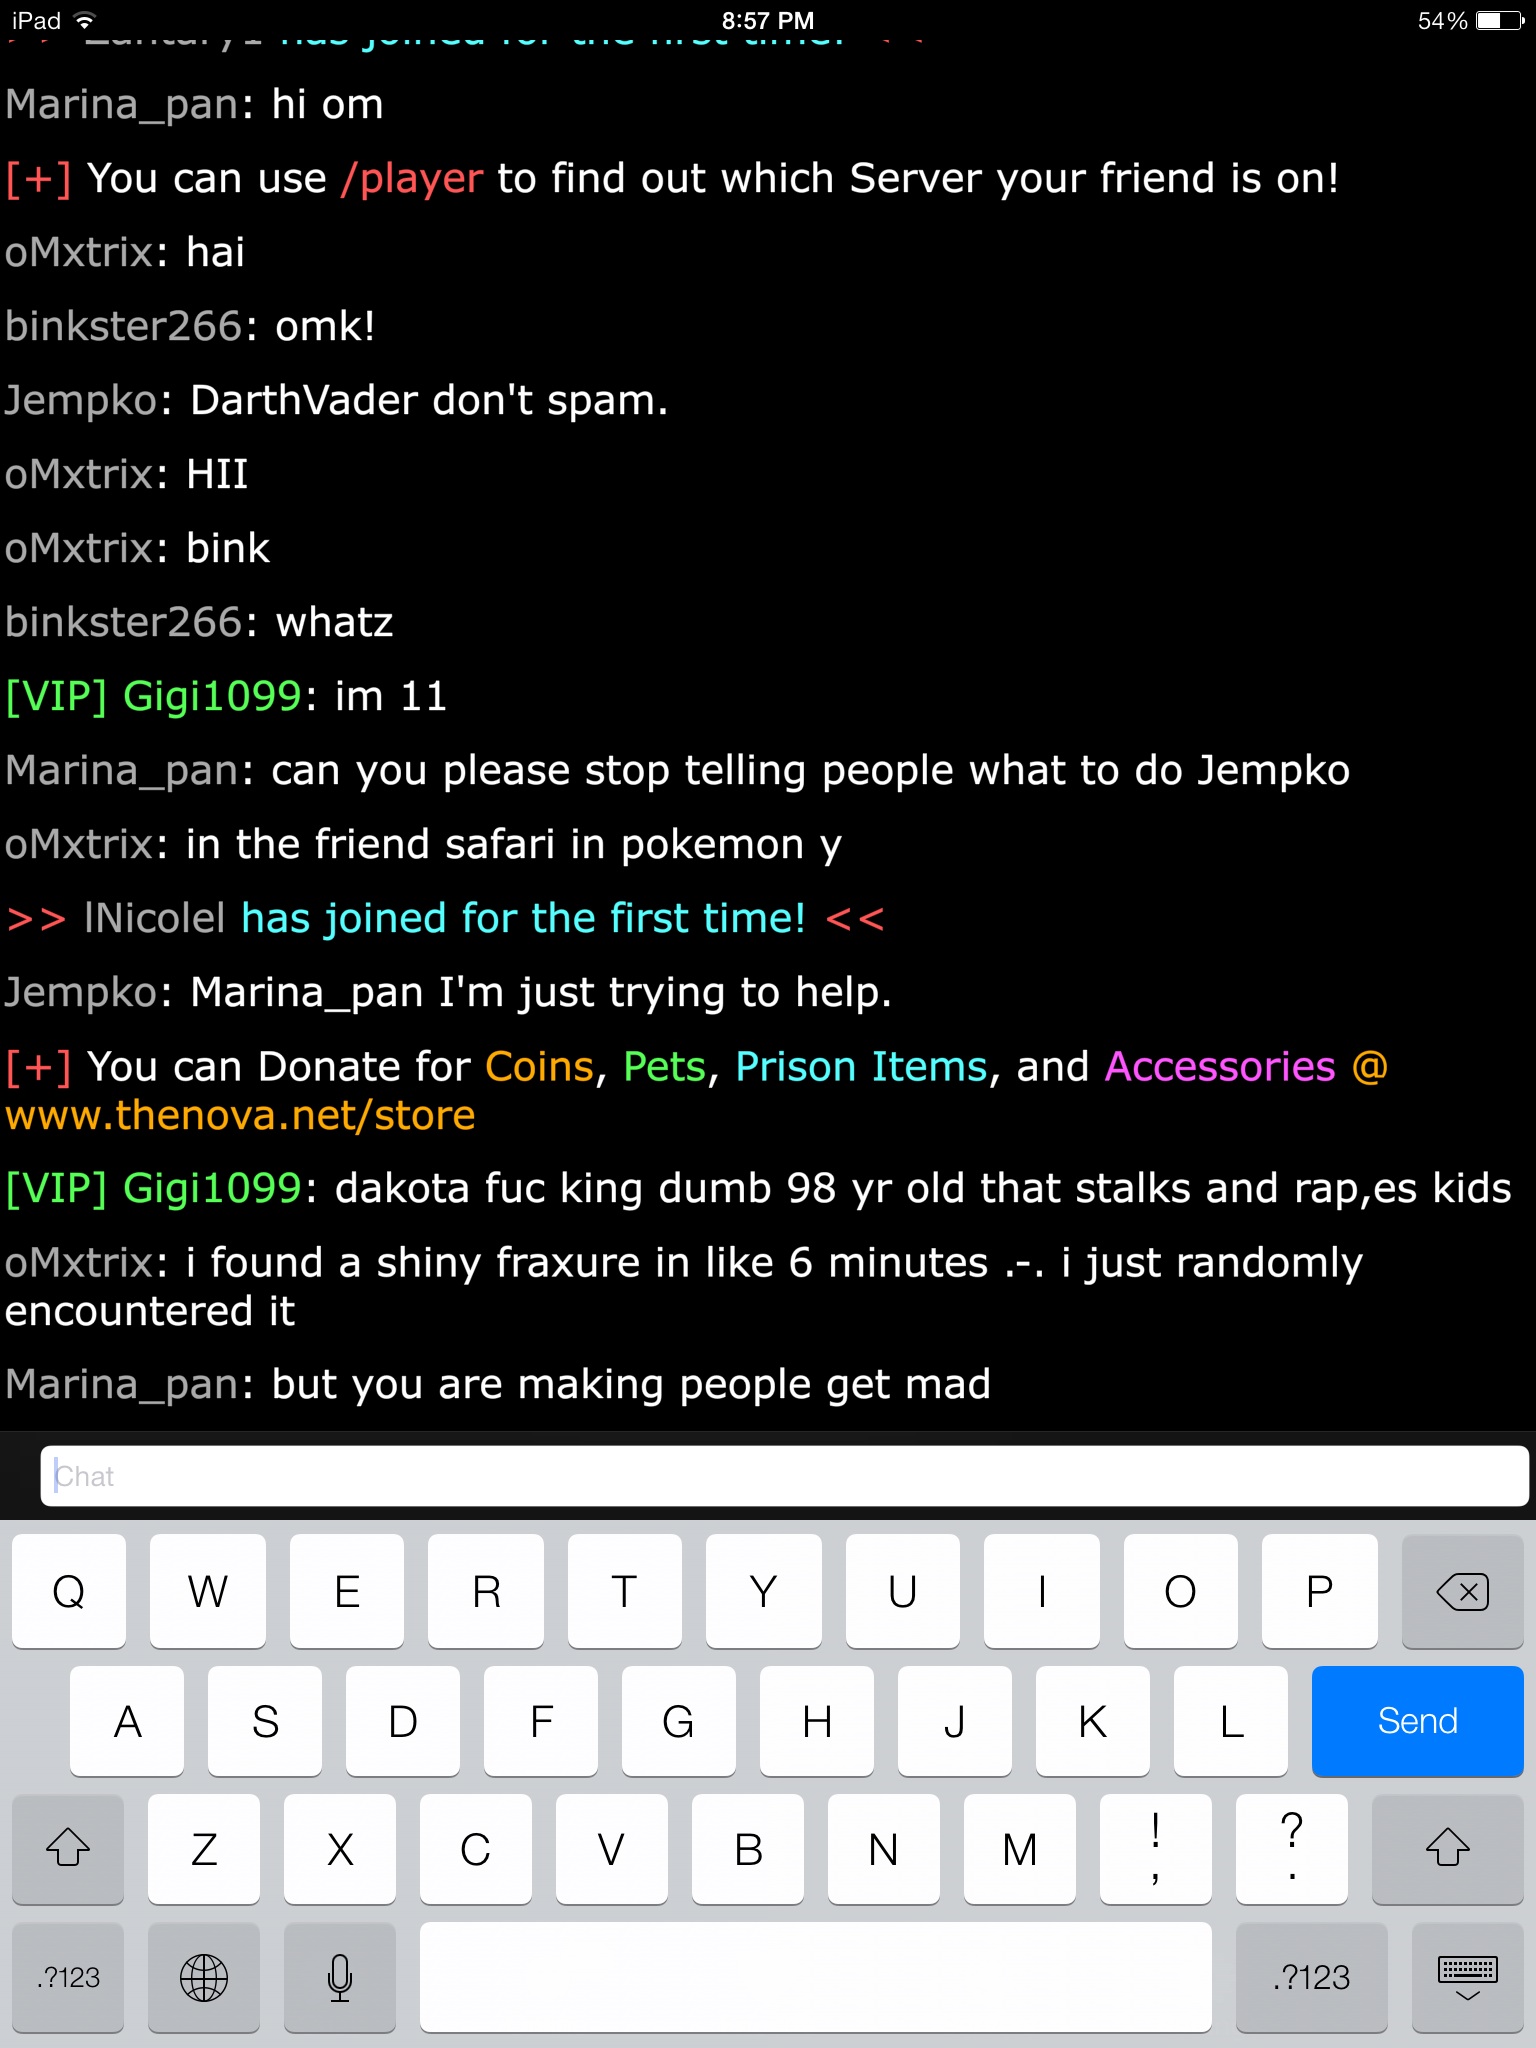 iPad 8:57 PM 54%
has joined for the first time! <<
Marina_pan: hi om
[+] You can use /player to find out which Server your friend is on!
oMxtrix: hai
binkster266: omk!
Jempko: DarthVader don't spam.
oMxtrix: HII
oMxtrix: bink
binkster266: whatz
[VIP] Gigi1099: im 11
Marina_pan: can you please stop telling people what to do Jempko
oMxtrix: in the friend safari in pokemon y
>> lNicolel has joined for the first time! <<
Jempko: Marina_pan I'm just trying to help.
[+] You can Donate for Coins, Pets, Prison Items, and Accessories @
www.thenova.net/store
[VIP] Gigi1099: dakota fuc king dumb 98 yr old that stalks and rap,es kids
oMxtrix: i found a shiny fraxure in like 6 minutes .-. i just randomly
encountered it
Marina_pan: but you are making people get mad
Chat
Q W E R T Y U I O P
A S D F G H J K L Send
Z X C V B N M ! , ? .
.?123 .?123